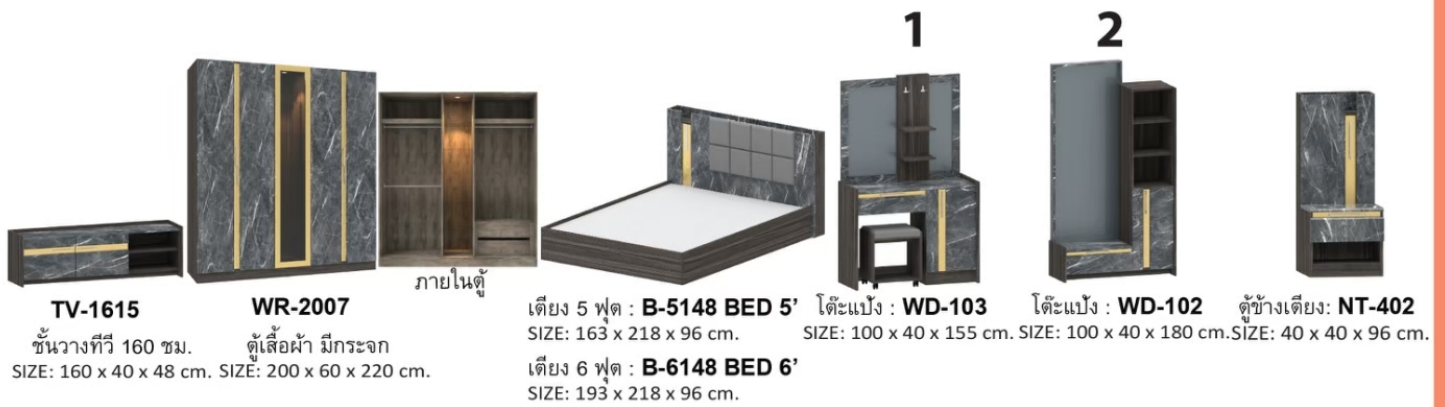 1
2
ภายในตู้
TV-1615
ชั้นวางทีวี 160 ซม.
SIZE: 160 x 40 x 48 cm.
WR-2007
ตู้เสื้อผ้า มีกระจก
SIZE: 200 x 60 x 220 cm.
เตียง 5 ฟุต : B-5148 BED 5’
SIZE: 163 x 218 x 96 cm.
เตียง 6 ฟุต : B-6148 BED 6’
SIZE: 193 x 218 x 96 cm.
โต๊ะแป้ง : WD-103
SIZE: 100 x 40 x 155 cm.
โต๊ะแป้ง : WD-102
SIZE: 100 x 40 x 180 cm.
ตู้ข้างเตียง: NT-402
SIZE: 40 x 40 x 96 cm.